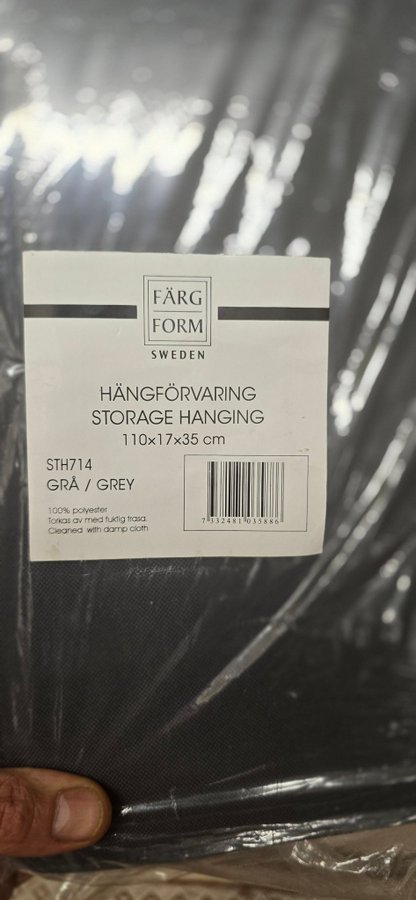 FÄRG
FORM
SWEDEN
HÄNGFÖRVARING
STORAGE HANGING
110x17x35 cm
STH714
GRÅ / GREY
100% polyester
Torkas av med fuktig trasa.
Cleaned with damp cloth
7 332481 035886